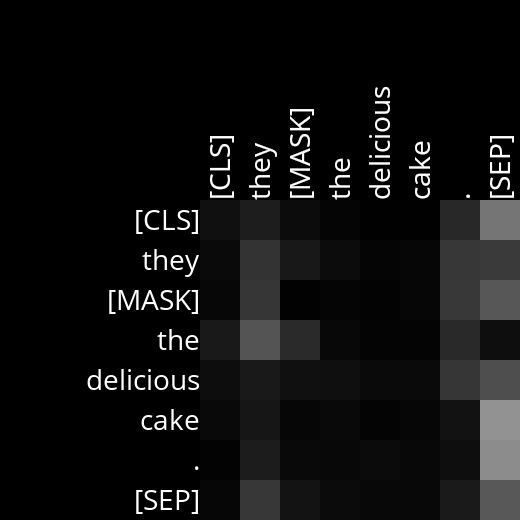 [CLS] they [MASK] the delicious cake . [SEP]
[CLS]
they
[MASK]
the
delicious
cake
.
[SEP]